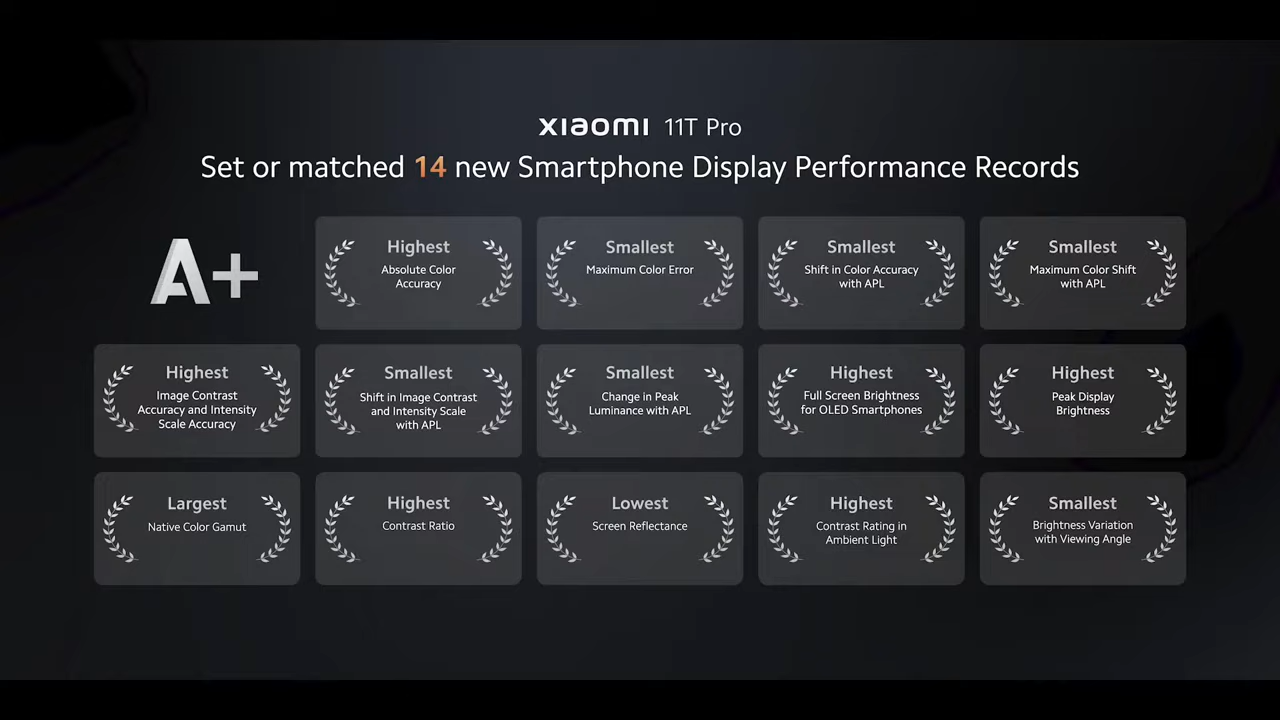 xiaomi 11T Pro
Set or matched 14 new Smartphone Display Performance Records
A+
Highest
Absolute Color
Accuracy
Smallest
Maximum Color Error
Smallest
Shift in Color Accuracy
with APL
Smallest
Maximum Color Shift
with APL
Highest
Image Contrast
Accuracy and Intensity
Scale Accuracy
Smallest
Shift in Image Contrast
and Intensity Scale
with APL
Smallest
Change in Peak
Luminance with APL
Highest
Full Screen Brightness
for OLED Smartphones
Highest
Peak Display
Brightness
Largest
Native Color Gamut
Highest
Contrast Ratio
Lowest
Screen Reflectance
Highest
Contrast Rating in
Ambient Light
Smallest
Brightness Variation
with Viewing Angle